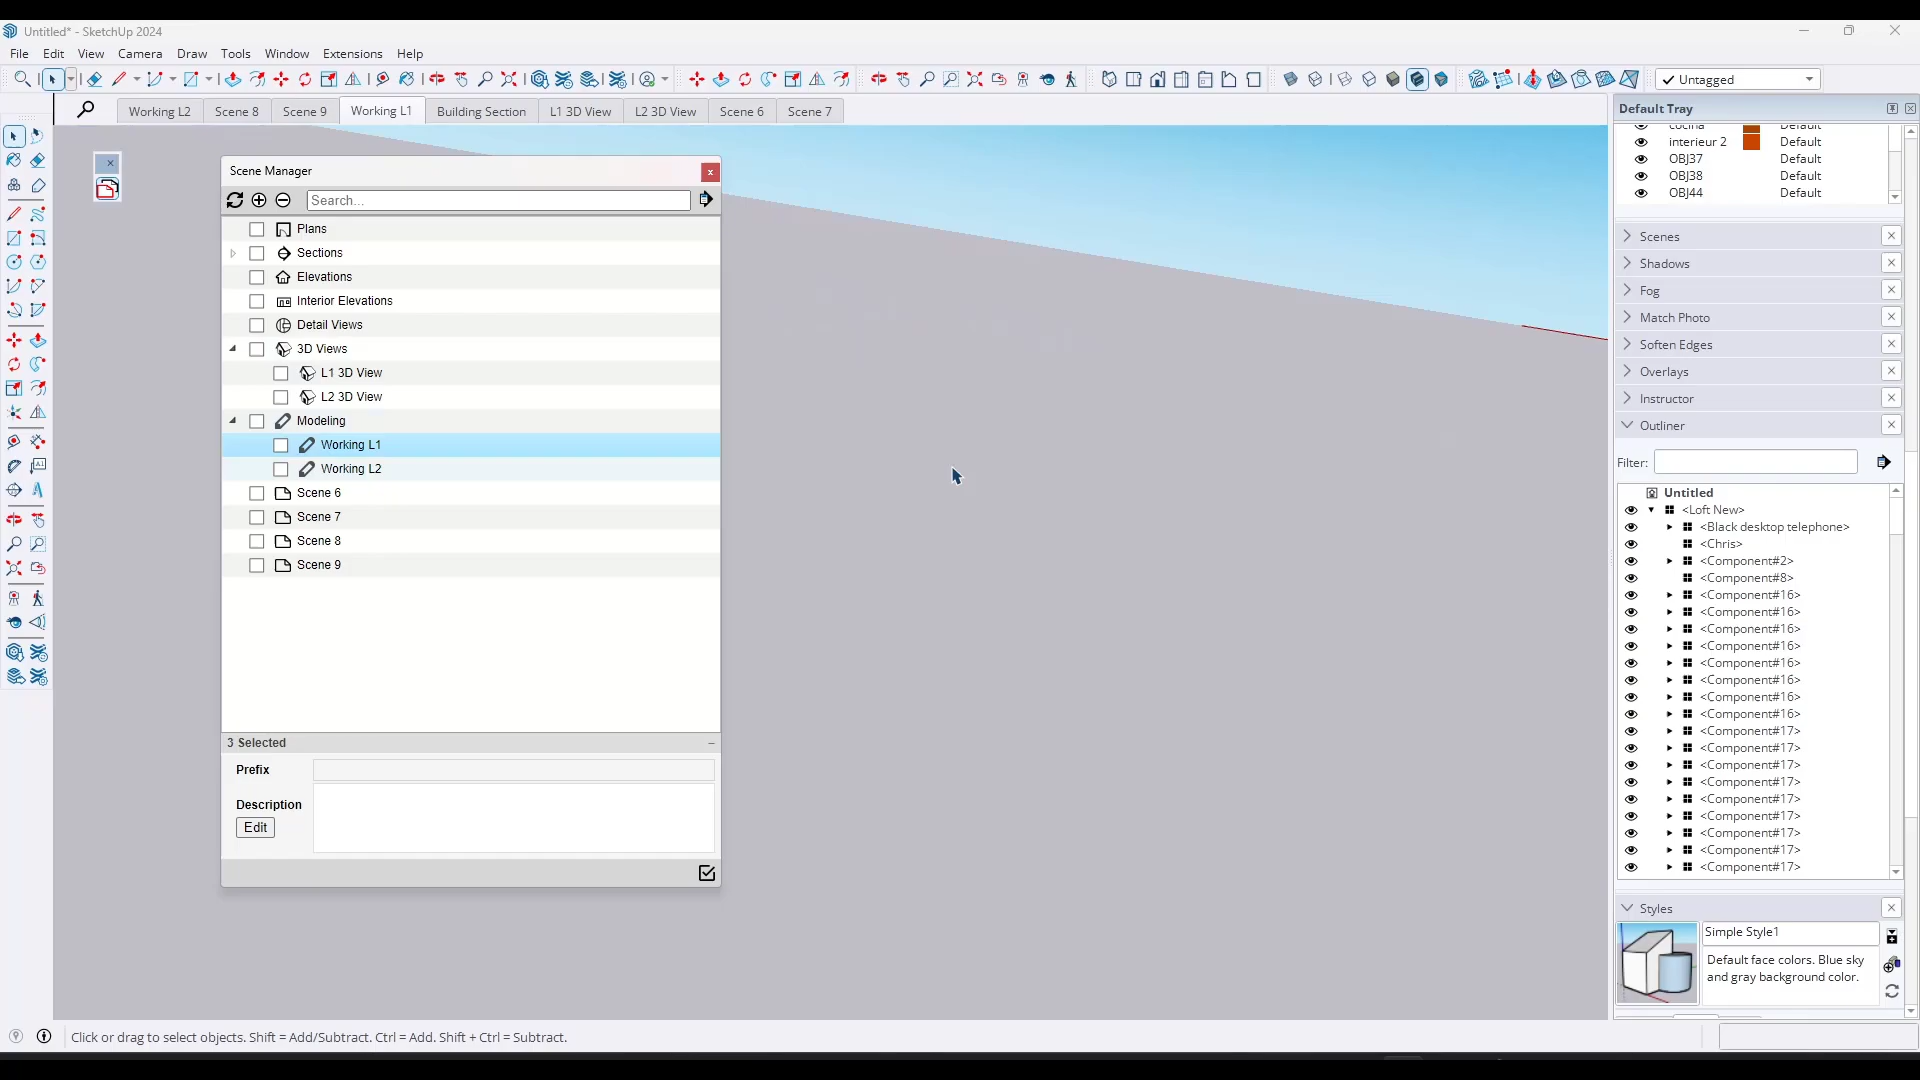 Untitled* - SketchUp 2024
File Edit View Camera Draw Tools Window Extensions Help
Untagged
Working L2 Scene 8 Scene 9 Working L1 Building Section L1 3D View L2 3D View Scene 6 Scene 7
Scene Manager
Search...
Plans
Sections
Elevations
Interior Elevations
Detail Views
3D Views
L1 3D View
L2 3D View
Modeling
Working L1
Working L2
Scene 6
Scene 7
Scene 8
Scene 9
3 Selected
Prefix
Description
Edit
Default Tray
cocina Default
interieur 2 Default
OBJ37 Default
OBJ38 Default
OBJ44 Default
Scenes
Shadows
Fog
Match Photo
Soften Edges
Overlays
Instructor
Outliner
Filter:
Untitled
<Loft New>
<Black desktop telephone>
<Chris>
<Component#2>
<Component#8>
<Component#16>
<Component#16>
<Component#16>
<Component#16>
<Component#16>
<Component#16>
<Component#16>
<Component#16>
<Component#17>
<Component#17>
<Component#17>
<Component#17>
<Component#17>
<Component#17>
<Component#17>
<Component#17>
<Component#17>
Styles
Simple Style1
Default face colors. Blue sky
and gray background color.
Click or drag to select objects. Shift = Add/Subtract. Ctrl = Add. Shift + Ctrl = Subtract.